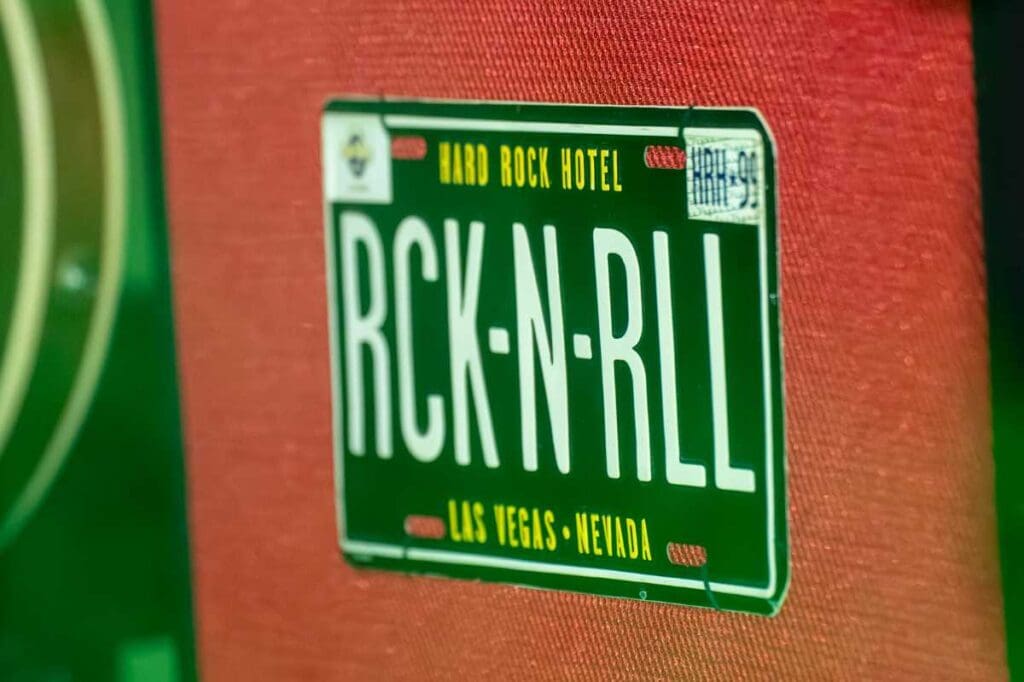 HARD ROCK HOTEL
HRH-99
RCK-N-RLL
LAS VEGAS • NEVADA